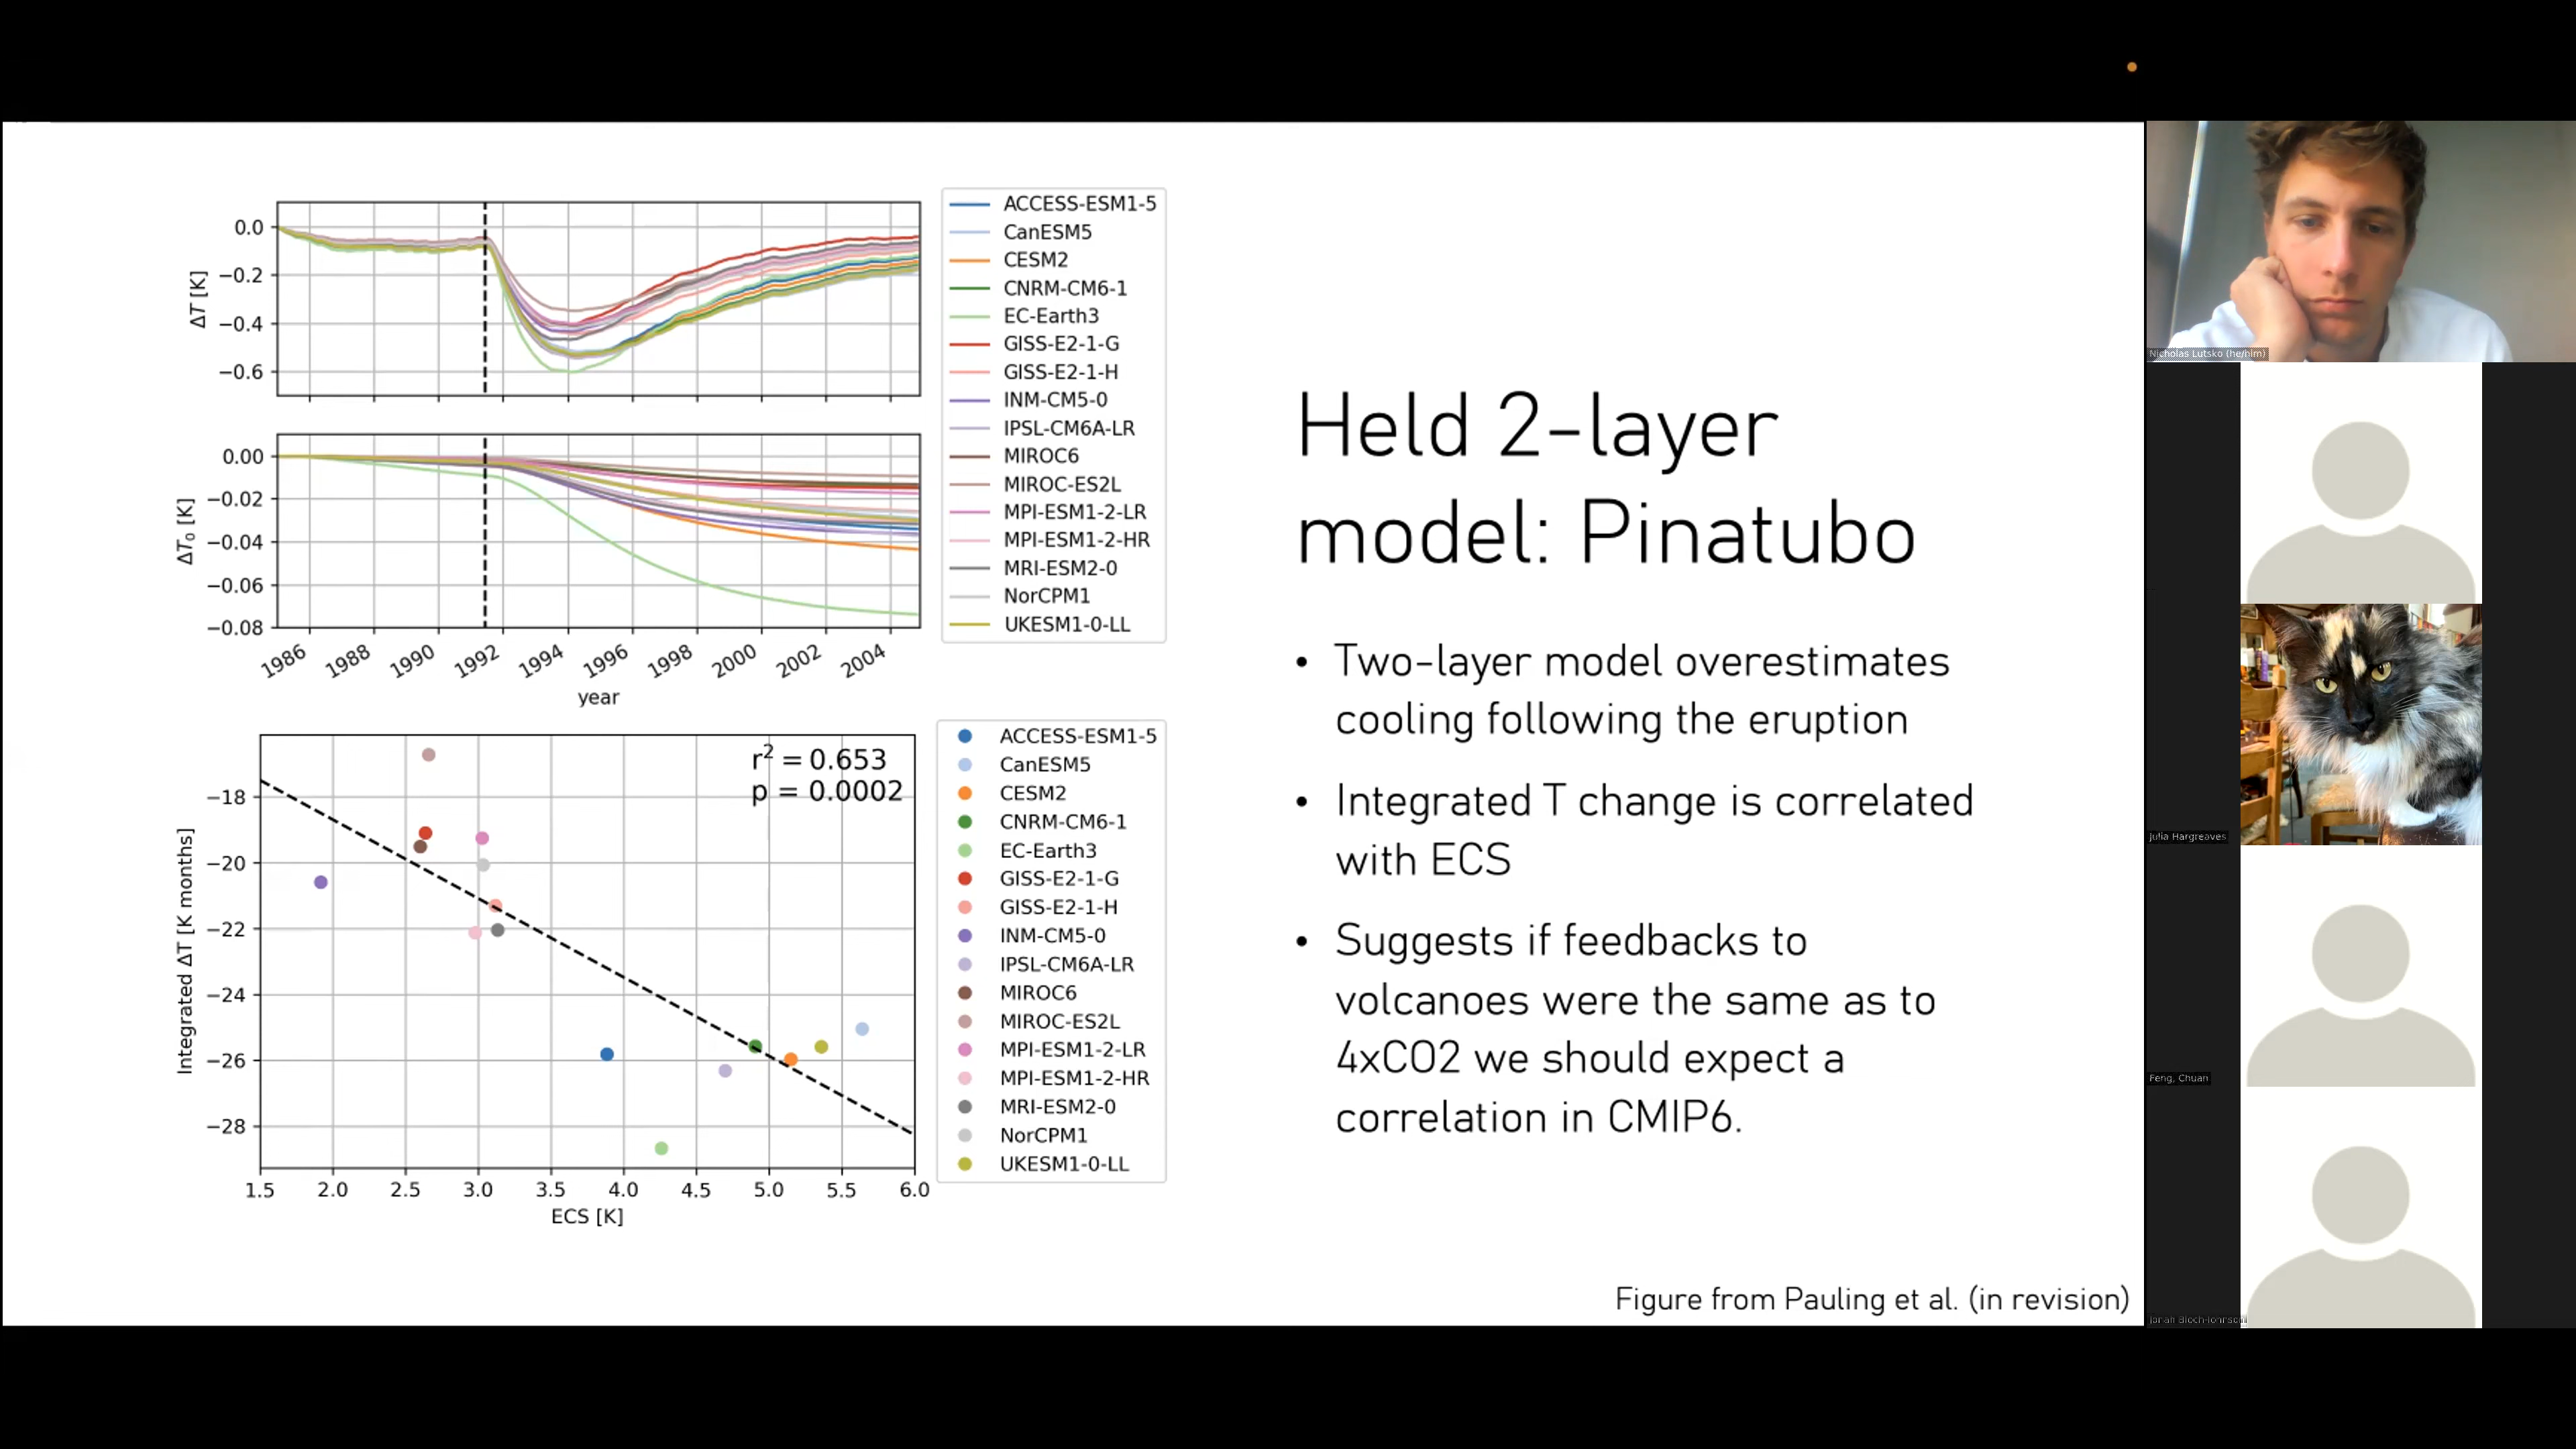 0.0
−0.2
−0.4
−0.6
ΔT [K]
0.00
−0.02
−0.04
−0.06
−0.08
ΔT₀ [K]
1986
1988
1990
1992
1994
1996
1998
2000
2002
2004
year
ACCESS-ESM1-5
CanESM5
CESM2
CNRM-CM6-1
EC-Earth3
GISS-E2-1-G
GISS-E2-1-H
INM-CM5-0
IPSL-CM6A-LR
MIROC6
MIROC-ES2L
MPI-ESM1-2-LR
MPI-ESM1-2-HR
MRI-ESM2-0
NorCPM1
UKESM1-0-LL
r² = 0.653
p = 0.0002
−18
−20
−22
−24
−26
−28
Integrated ΔT [K months]
1.5
2.0
2.5
3.0
3.5
4.0
4.5
5.0
5.5
6.0
ECS [K]
ACCESS-ESM1-5
CanESM5
CESM2
CNRM-CM6-1
EC-Earth3
GISS-E2-1-G
GISS-E2-1-H
INM-CM5-0
IPSL-CM6A-LR
MIROC6
MIROC-ES2L
MPI-ESM1-2-LR
MPI-ESM1-2-HR
MRI-ESM2-0
NorCPM1
UKESM1-0-LL
Held 2-layer
model: Pinatubo
• Two-layer model overestimates
cooling following the eruption
• Integrated T change is correlated
with ECS
• Suggests if feedbacks to
volcanoes were the same as to
4xCO2 we should expect a
correlation in CMIP6.
Figure from Pauling et al. (in revision)
Nicholas Lutsko (he/him)
Julia Hargreaves
Feng, Chuan
Jonah Bloch-Johnson